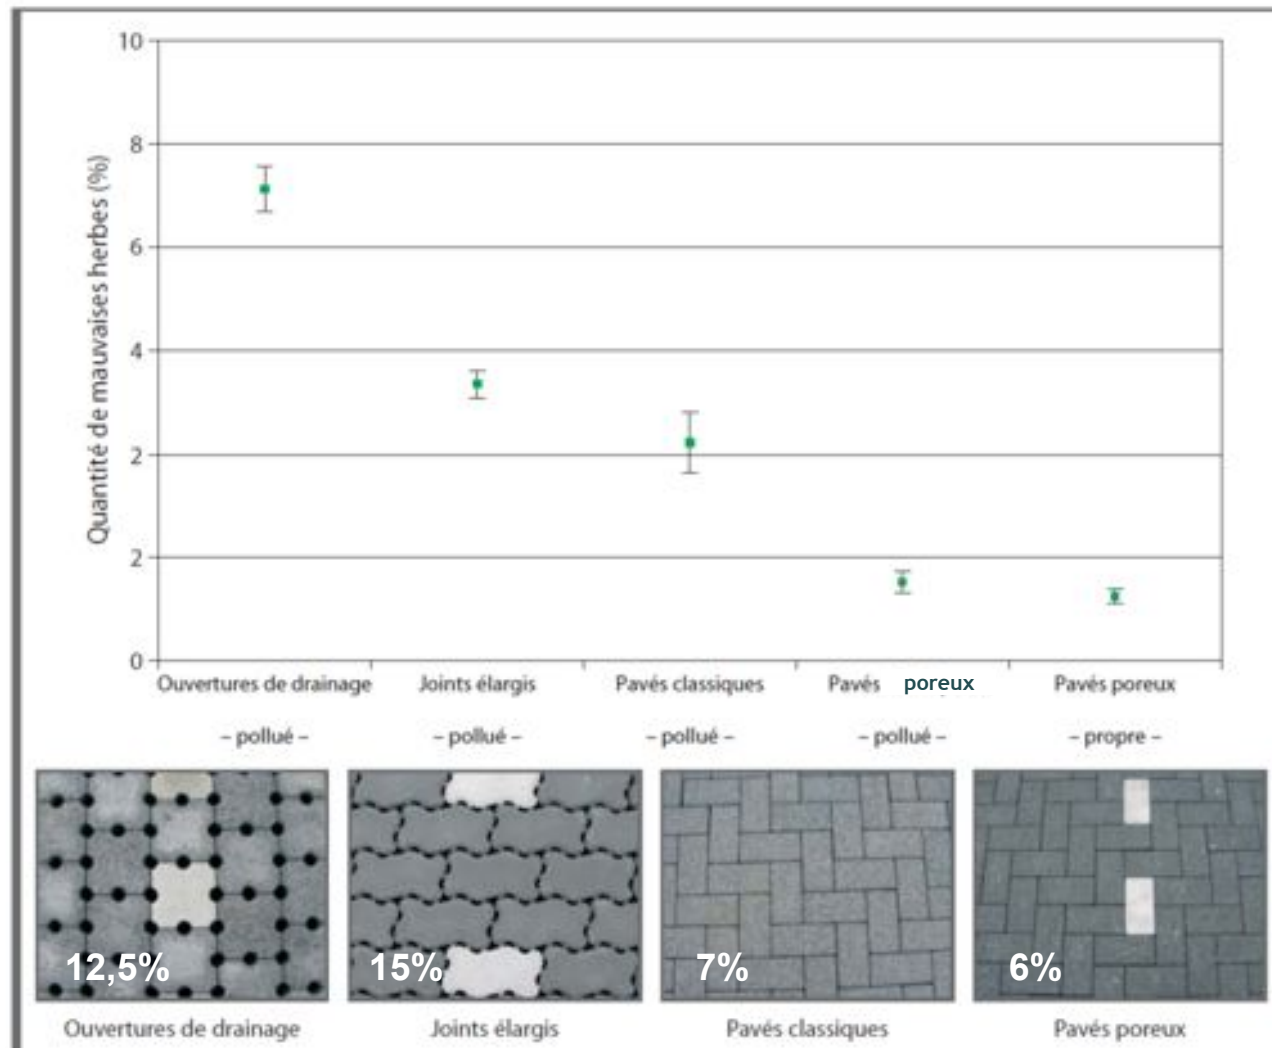 10
8
6
4
2
2
0
Quantité de mauvaises herbes (%)
Ouvertures de drainage Joints élargis Pavés classiques Pavés poreux Pavés poreux
– pollué – – pollué – – pollué – – pollué – – propre –
12,5% 15% 7% 6%
Ouvertures de drainage Joints élargis Pavés classiques Pavés poreux